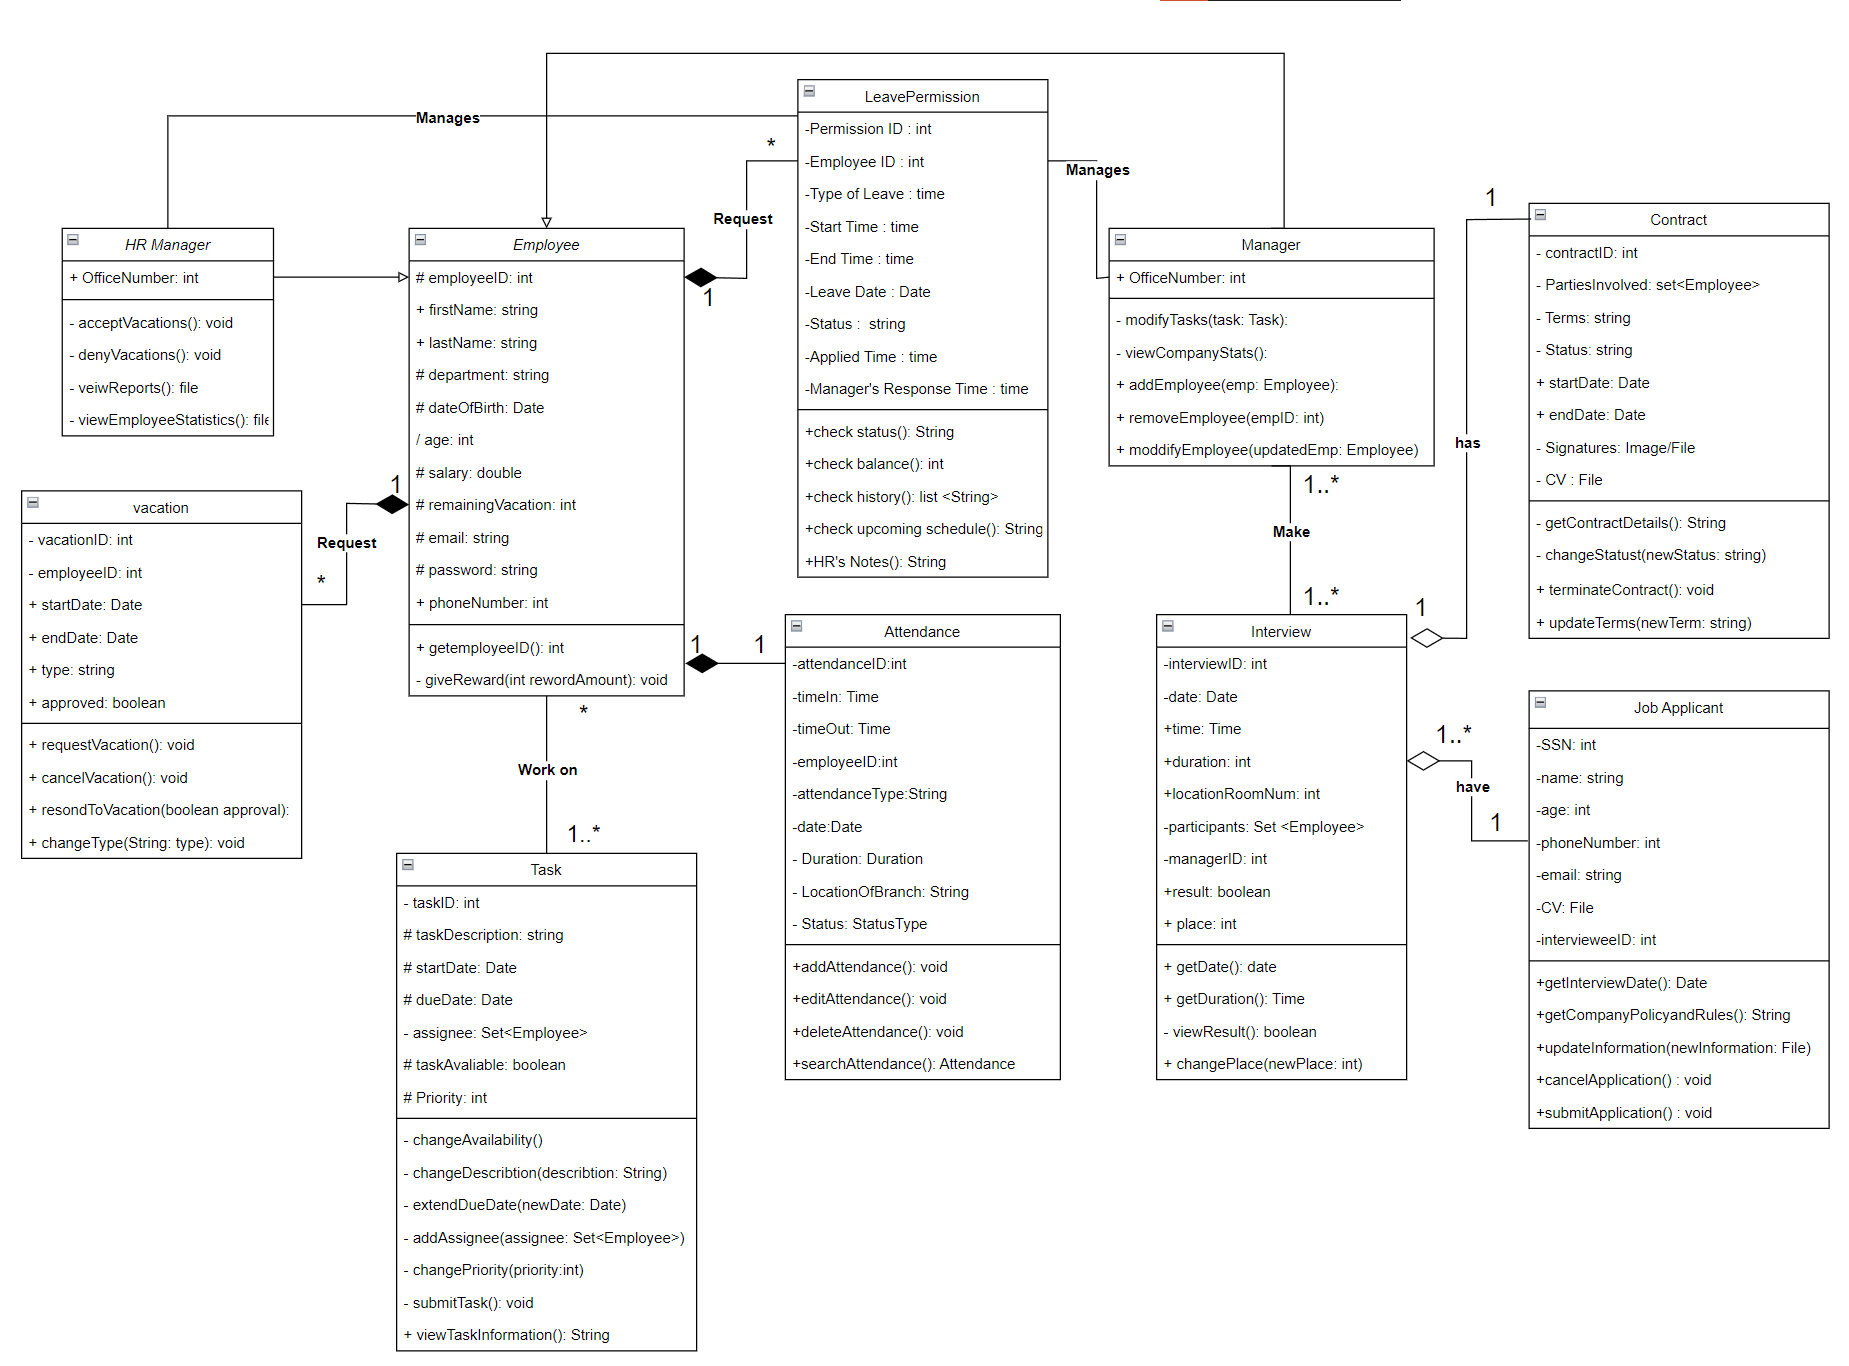 Manages
LeavePermission
-Permission ID : int
-Employee ID : int
-Type of Leave : time
-Start Time : time
-End Time : time
-Leave Date : Date
-Status :  string
-Applied Time : time
-Manager's Response Time : time
+check status(): String
+check balance(): int
+check history(): list <String>
+check upcoming schedule(): String
+HR's Notes(): String
*
Request
1
Manages
HR Manager
+ OfficeNumber: int
- acceptVacations(): void
- denyVacations(): void
- veiwReports(): file
- viewEmployeeStatistics(): file
Employee
# employeeID: int
+ firstName: string
+ lastName: string
# department: string
# dateOfBirth: Date
/ age: int
# salary: double
# remainingVacation: int
# email: string
# password: string
+ phoneNumber: int
+ getemployeeID(): int
- giveReward(int rewordAmount): void
Manager
+ OfficeNumber: int
- modifyTasks(task: Task):
- viewCompanyStats():
+ addEmployee(emp: Employee):
+ removeEmployee(empID: int)
+ moddifyEmployee(updatedEmp: Employee)
1
Contract
- contractID: int
- PartiesInvolved: set<Employee>
- Terms: string
- Status: string
+ startDate: Date
+ endDate: Date
- Signatures: Image/File
- CV : File
- getContractDetails(): String
- changeStatust(newStatus: string)
+ terminateContract(): void
+ updateTerms(newTerm: string)
has
1
1
Request
*
vacation
- vacationID: int
- employeeID: int
+ startDate: Date
+ endDate: Date
+ type: string
+ approved: boolean
+ requestVacation(): void
+ cancelVacation(): void
+ resondToVacation(boolean approval):
+ changeType(String: type): void
1..*
Make
1..*
1
1
Attendance
-attendanceID:int
-timeIn: Time
-timeOut: Time
-employeeID:int
-attendanceType:String
-date:Date
- Duration: Duration
- LocationOfBranch: String
- Status: StatusType
+addAttendance(): void
+editAttendance(): void
+deleteAttendance(): void
+searchAttendance(): Attendance
Interview
-interviewID: int
-date: Date
+time: Time
+duration: int
+locationRoomNum: int
-participants: Set <Employee>
-managerID: int
+result: boolean
+ place: int
+ getDate(): date
+ getDuration(): Time
- viewResult(): boolean
+ changePlace(newPlace: int)
1..*
have
1
Job Applicant
-SSN: int
-name: string
-age: int
-phoneNumber: int
-email: string
-CV: File
-intervieweeID: int
+getInterviewDate(): Date
+getCompanyPolicyandRules(): String
+updateInformation(newInformation: File)
+cancelApplication() : void
+submitApplication() : void
*
Work on
1..*
Task
- taskID: int
# taskDescription: string
# startDate: Date
# dueDate: Date
- assignee: Set<Employee>
# taskAvaliable: boolean
# Priority: int
- changeAvailability()
- changeDescribtion(describtion: String)
- extendDueDate(newDate: Date)
- addAssignee(assignee: Set<Employee>)
- changePriority(priority:int)
- submitTask(): void
+ viewTaskInformation(): String